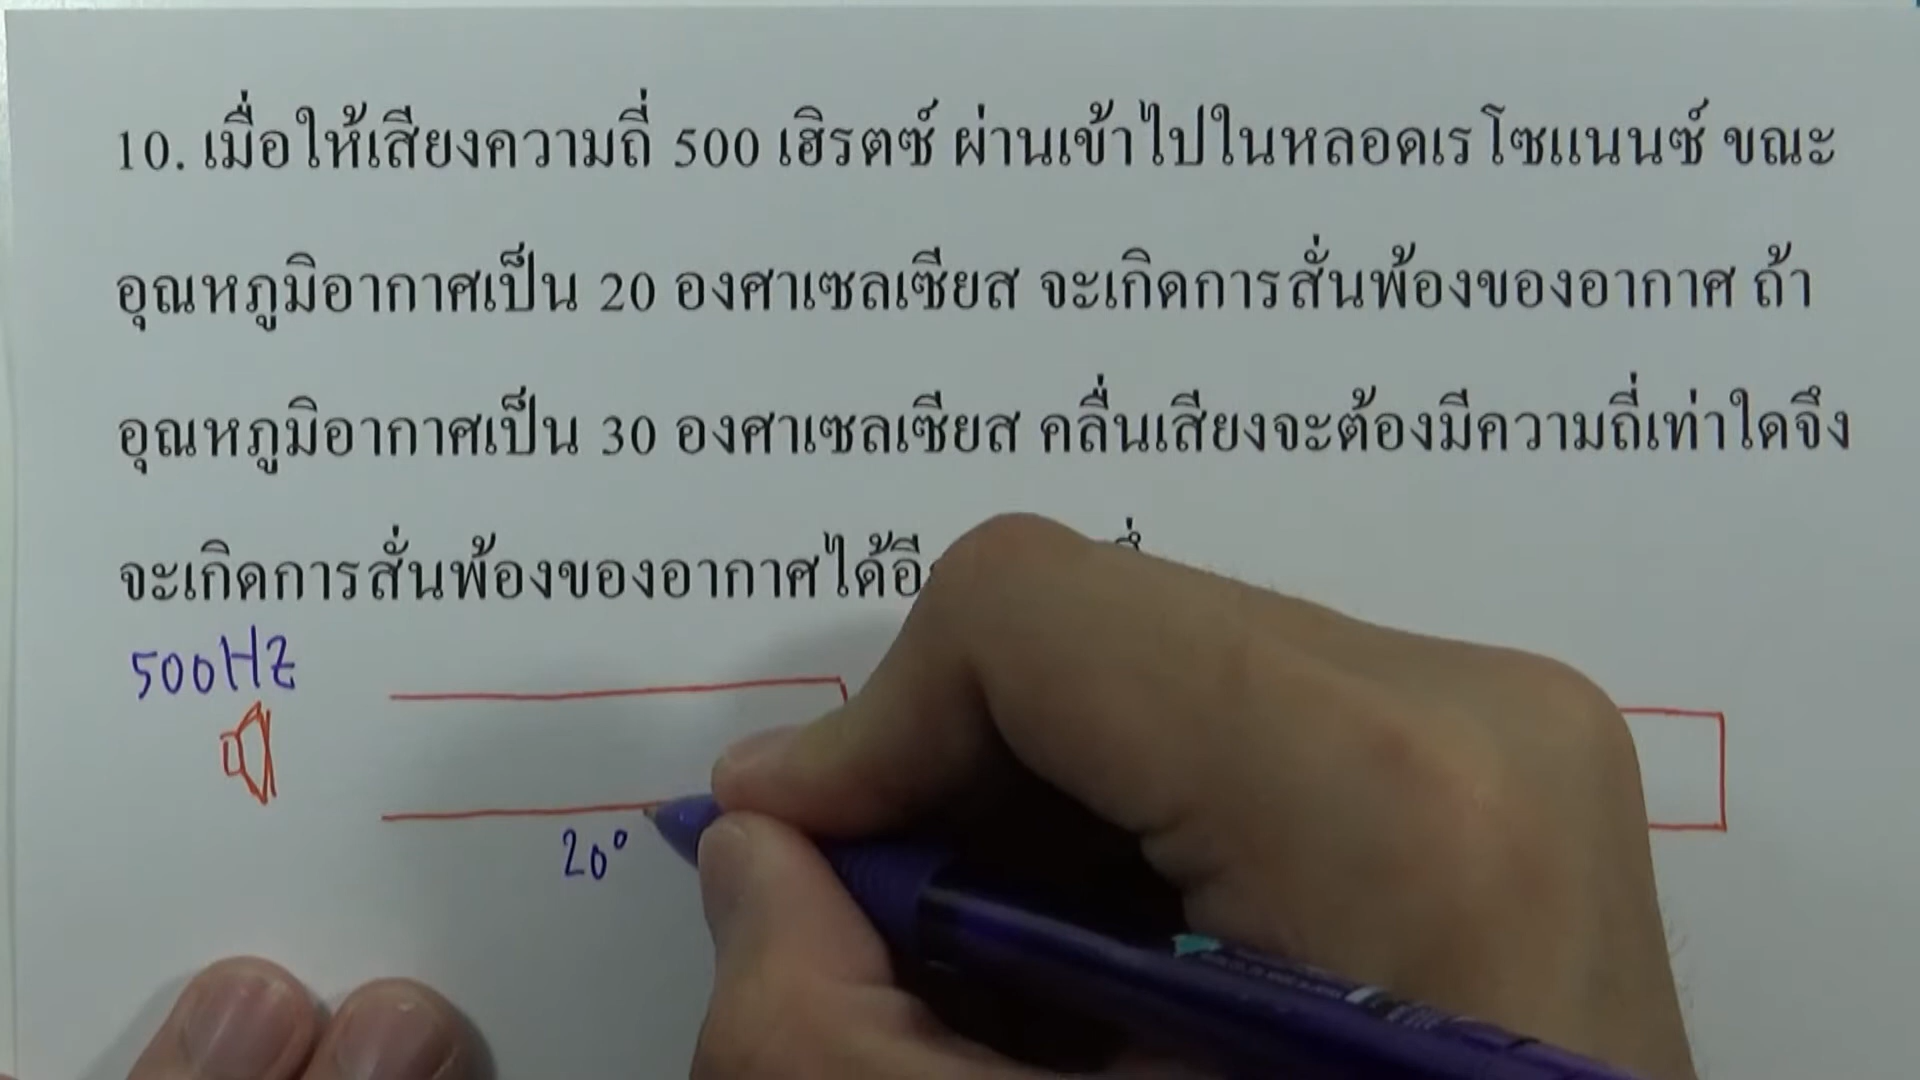 10. เมื่อให้เสียงความถี่ 500 เฮิรตซ์ ผ่านเข้าไปในหลอดเรโซแนนซ์ ขณะ
อุณหภูมิอากาศเป็น 20 องศาเซลเซียส จะเกิดการสั่นพ้องของอากาศ ถ้า
อุณหภูมิอากาศเป็น 30 องศาเซลเซียส คลื่นเสียงจะต้องมีความถี่เท่าใดจึง
จะเกิดการสั่นพ้องของอากาศได้
500HZ
20°